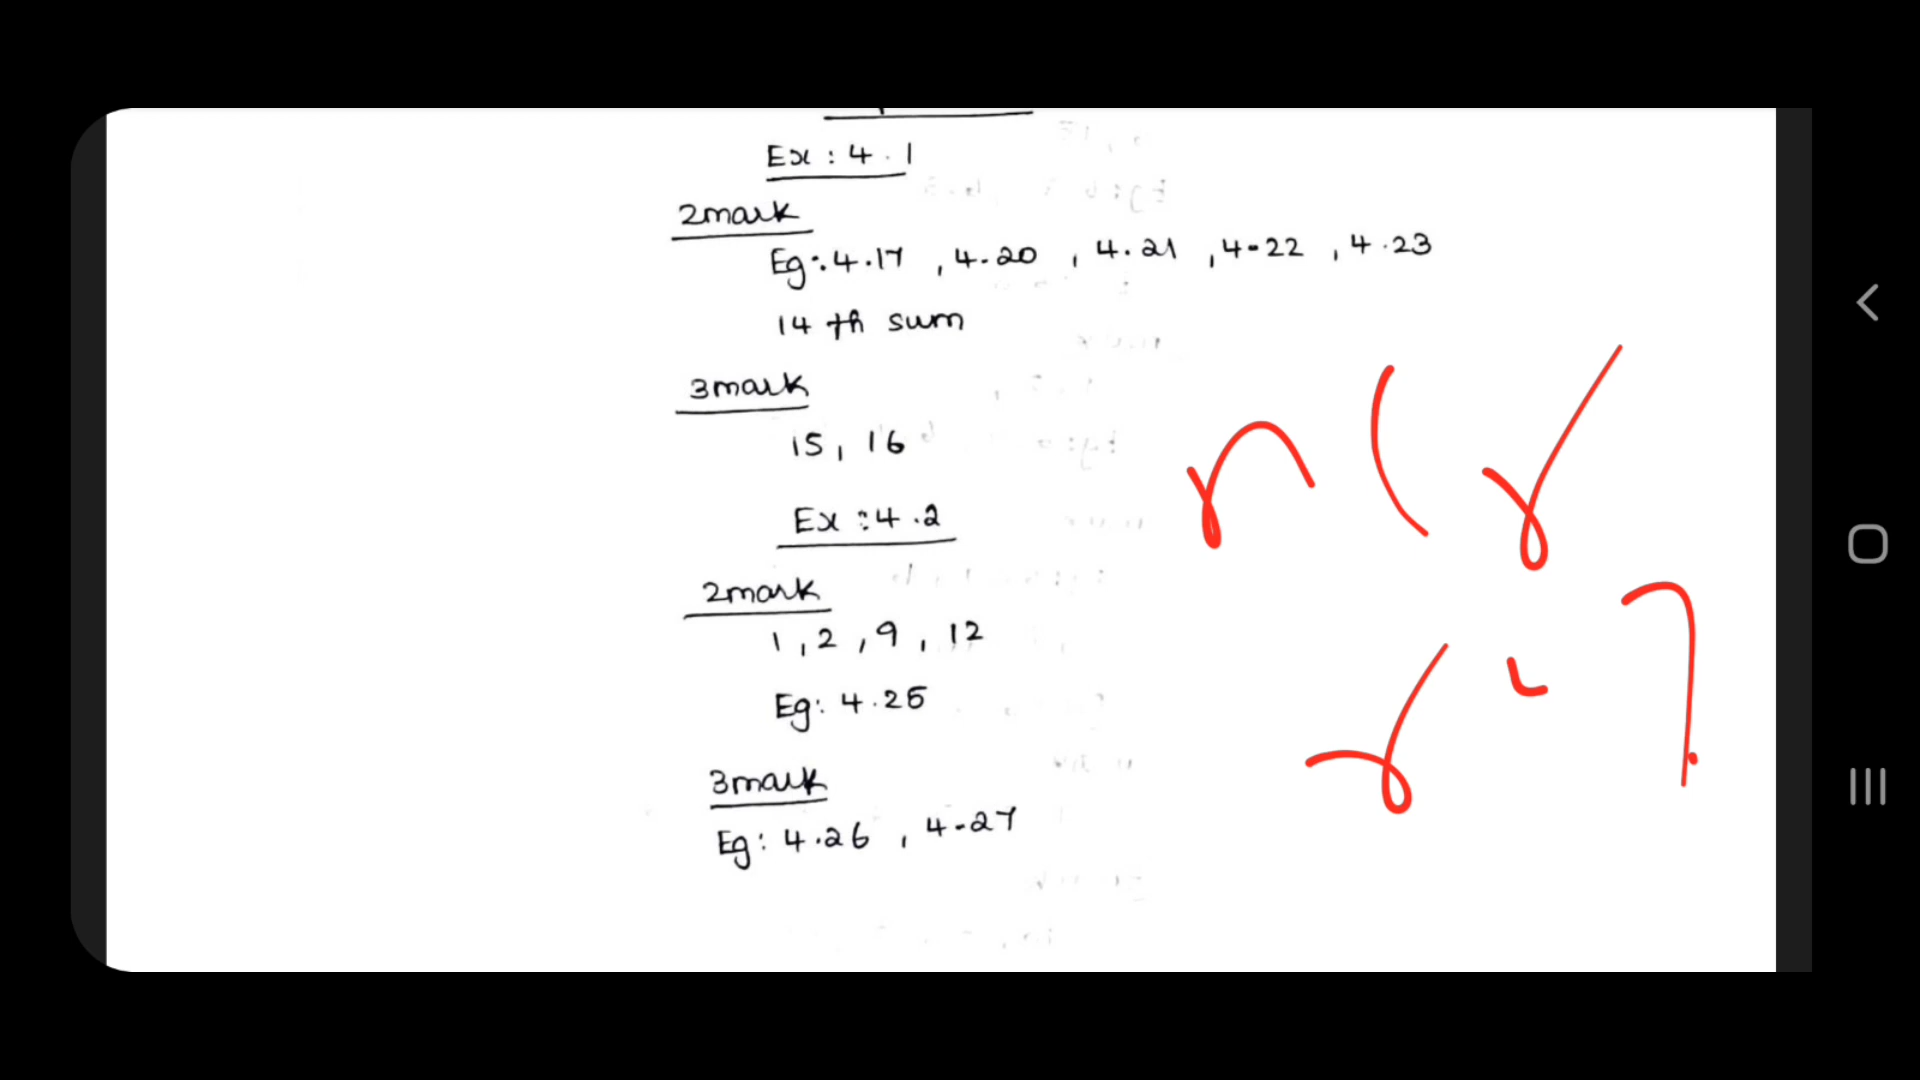 Ex : 4.1
2mark
Eg: 4.17 , 4.20 , 4.21 , 4.22 , 4.23
14 th sum
3mark
15, 16
Ex : 4.2
2mark
1, 2, 9, 12
Eg: 4.25
3mark
Eg: 4.26 , 4.27